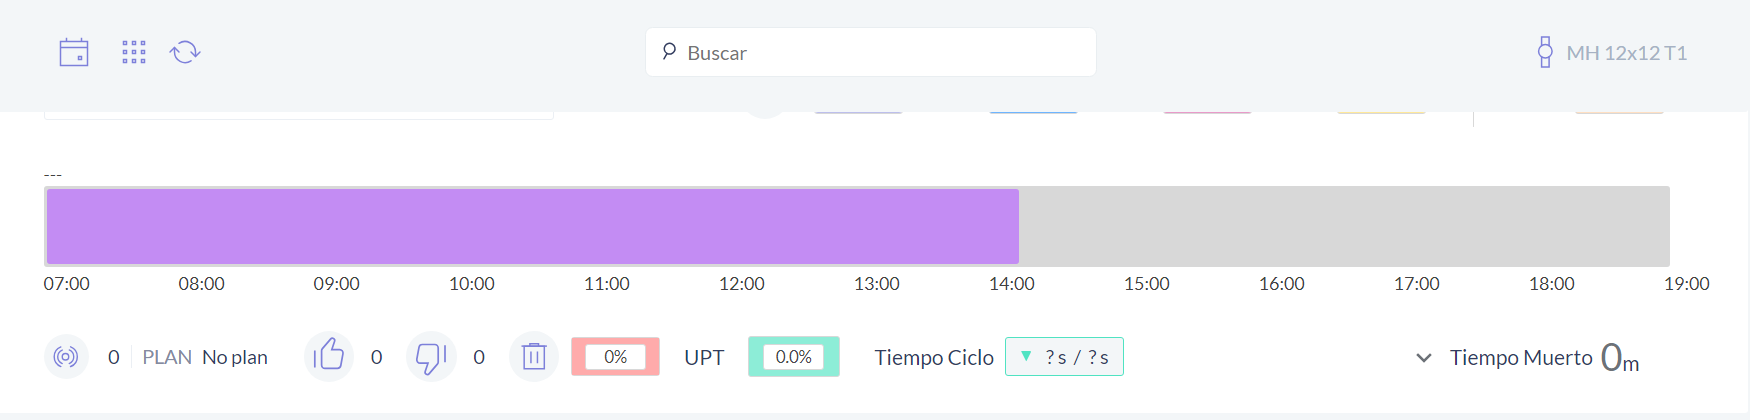 Buscar
MH 12x12 T1
---
07:00 08:00 09:00 10:00 11:00 12:00 13:00 14:00 15:00 16:00 17:00 18:00 19:00
0 PLAN No plan 0 0 0% UPT 0.0% Tiempo Ciclo ?s / ?s Tiempo Muerto 0m